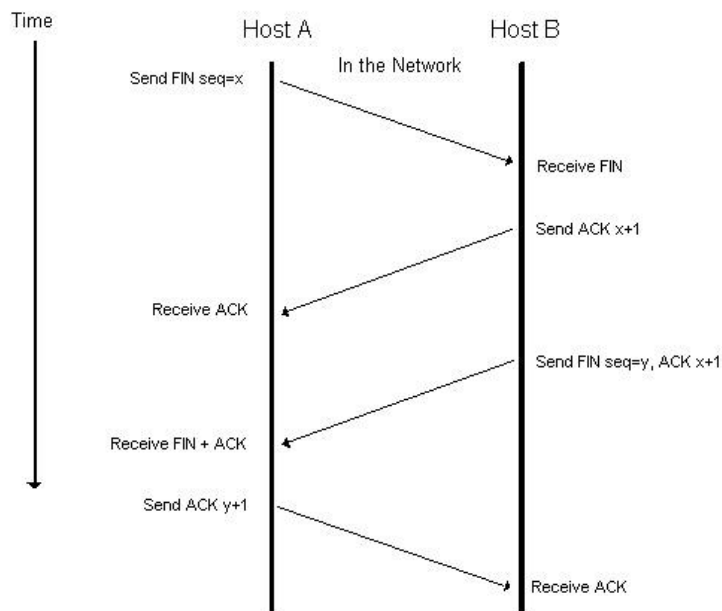 Time
Host A
Host B
In the Network
Send FIN seq=x
Receive FIN
Send ACK x+1
Receive ACK
Send FIN seq=y, ACK x+1
Receive FIN + ACK
Send ACK y+1
Receive ACK